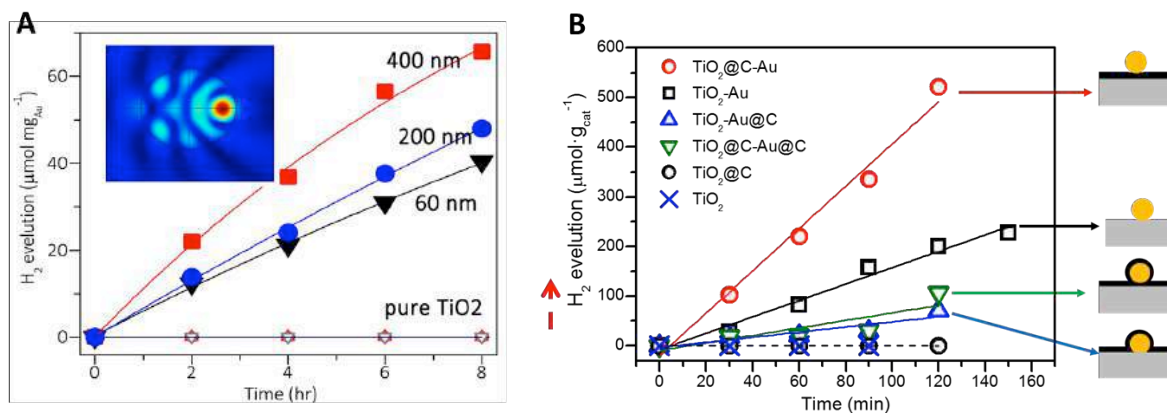 A
H₂ evelution (μmol mg_Au⁻¹)
60
40
20
0
400 nm
200 nm
60 nm
pure TiO2
0
2
4
6
8
Time (hr)
B
H₂ evelution (μmol·g_cat⁻¹)
600
500
400
300
200
100
0
TiO₂@C-Au
TiO₂-Au
TiO₂-Au@C
TiO₂@C-Au@C
TiO₂@C
TiO₂
0 20 40 60 80 100 120 140 160
Time (min)